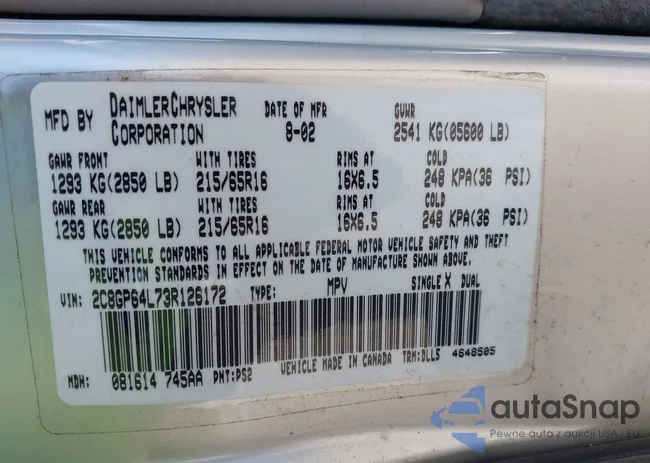 MFD BY DAIMLERCHRYSLER CORPORATION DATE OF MFR 8-02 GVWR 2541 KG(05600 LB)
GAWR FRONT WITH TIRES RIMS AT COLD
1293 KG(2850 LB) 215/65R16 16X6.5 248 KPA(36 PSI)
GAWR REAR WITH TIRES RIMS AT COLD
1293 KG(2850 LB) 215/65R16 16X6.5 248 KPA(36 PSI)
THIS VEHICLE CONFORMS TO ALL APPLICABLE FEDERAL MOTOR VEHICLE SAFETY AND THEFT
PREVENTION STANDARDS IN EFFECT ON THE DATE OF MANUFACTURE SHOWN ABOVE.
VIN: 2C8GP64L73R126172 TYPE: MPV SINGLE X DUAL
VEHICLE MADE IN CANADA TRM:DLL5 4648505
MDH: 081614 745AA PNT:PS2
autaSnap
Pewne auta z aukcji USA i EU